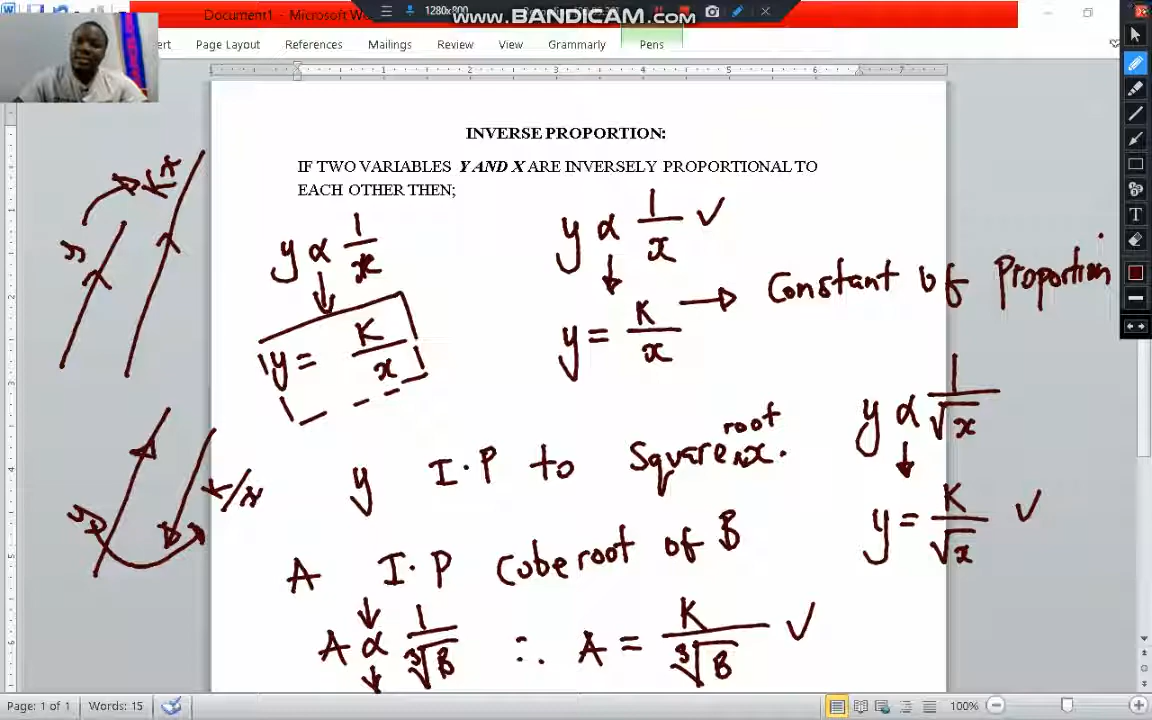 Document1 - Microsoft Wo
1280x800
www.BANDICAM.com
Page Layout References Mailings Review View Grammarly Pens
INVERSE PROPORTION:
IF TWO VARIABLES Y AND X ARE INVERSELY PROPORTIONAL TO
EACH OTHER THEN;
y ∝ 1/x
y = K/x
y ∝ 1/x ✓
y = K/x → Constant of Proportion
y ∝ 1/√x
y = K/√x ✓
y I.P to Square root x.
A I.P Cube root of B
A ∝ 1/∛B ∴ A = K/∛B ✓
Page: 1 of 1 Words: 15 100%